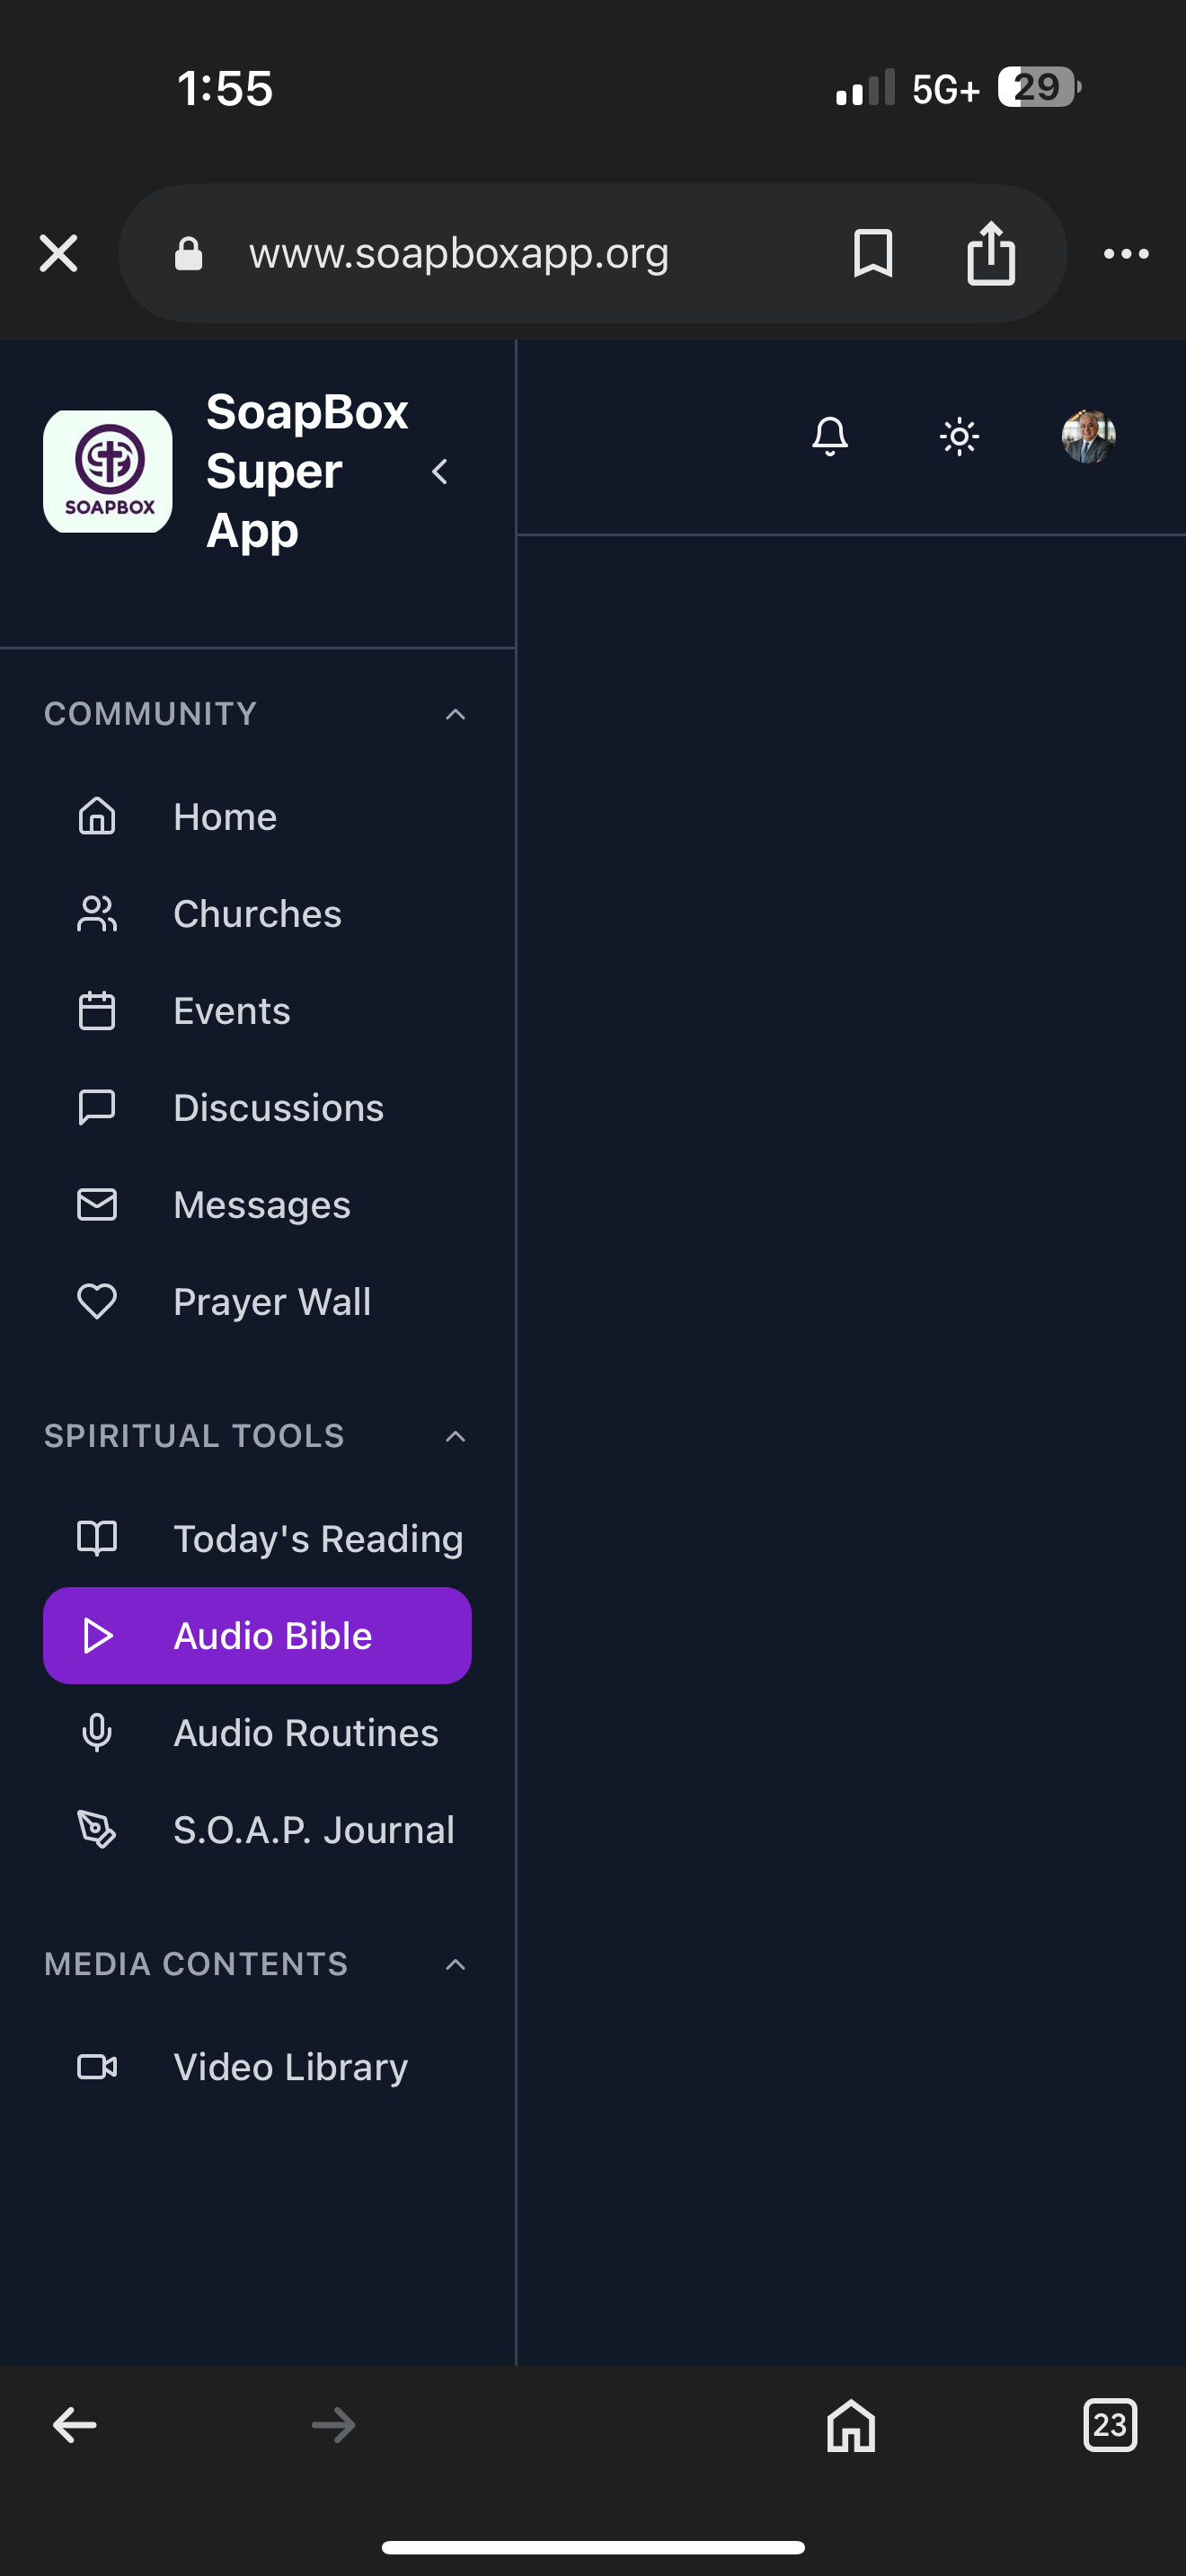 1:55
5G+
29
www.soapboxapp.org
SOAPBOX
SoapBox
Super
App
COMMUNITY
Home
Churches
Events
Discussions
Messages
Prayer Wall
SPIRITUAL TOOLS
Today's Reading
Audio Bible
Audio Routines
S.O.A.P. Journal
MEDIA CONTENTS
Video Library
23